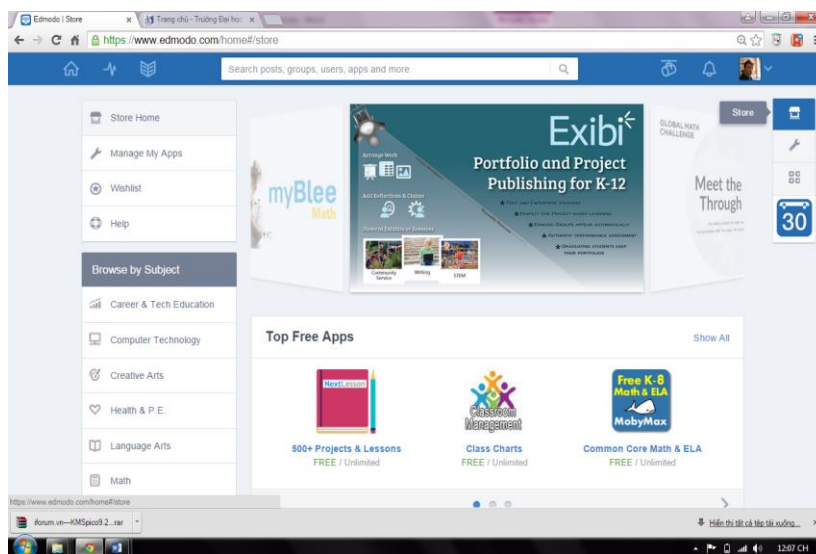 Edmodo | Store
Trang chủ - Trường Đại học
https://www.edmodo.com/home#/store
Search posts, groups, users, apps and more
Store Home
Manage My Apps
Wishlist
Help
Browse by Subject
Career & Tech Education
Computer Technology
Creative Arts
Health & P.E.
Language Arts
Math
myBlee
Math
Arrange Work
Add Reflections & Claims
Community Service
Writing
STEM
Exibi
Portfolio and Project
Publishing for K-12
GLOBAL MATH
CHALLENGE
Meet the
Through
Store
30
Top Free Apps
Show All
NextLesson
500+ Projects & Lessons
FREE / Unlimited
Classroom
Management
Class Charts
FREE / Unlimited
Free K-8
Math & ELA
MobyMax
Common Core Math & ELA
FREE / Unlimited
https://www.edmodo.com/home#/store
iforum.vn---KMSpico9.2...rar
Hiển thị tất cả tệp tải xuống...
12:07 CH